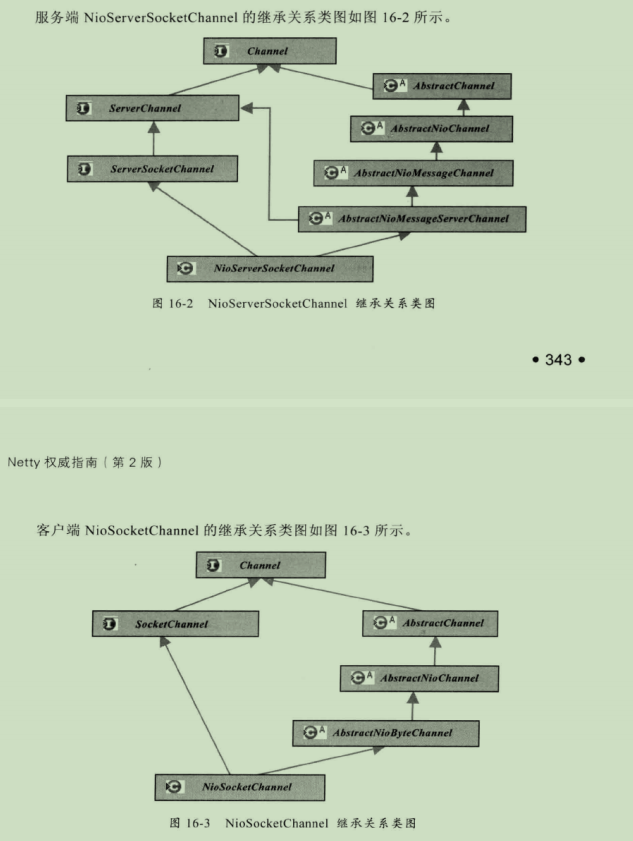 服务端 NioServerSocketChannel 的继承关系类图如图 16-2 所示。
I Channel
C A AbstractChannel
I ServerChannel
C A AbstractNioChannel
I ServerSocketChannel
C A AbstractNioMessageChannel
C A AbstractNioMessageServerChannel
C NioServerSocketChannel
图 16-2 NioServerSocketChannel 继承关系类图
• 343 •
Netty 权威指南（第 2 版）
客户端 NioSocketChannel 的继承关系类图如图 16-3 所示。
I Channel
I SocketChannel
C A AbstractChannel
C A AbstractNioChannel
C A AbstractNioByteChannel
C NioSocketChannel
图 16-3 NioSocketChannel 继承关系类图